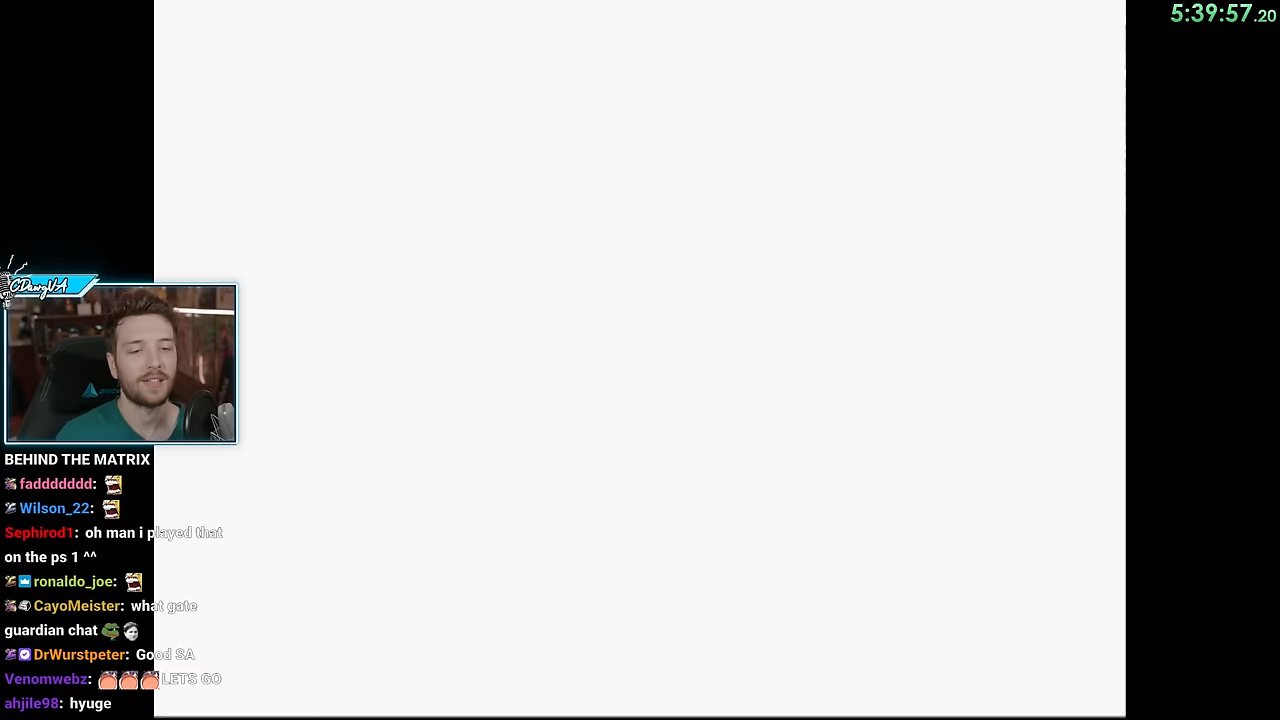 5:39:57.20
CDawgVA
BEHIND THE MATRIX
faddddddd:
Wilson_22:
Sephirod1: oh man i played that
on the ps 1 ^^
ronaldo_joe:
CayoMeister: what gate
guardian chat
DrWurstpeter: Good SA
Venomwebz: LETS GO
ahjile98: hyuge